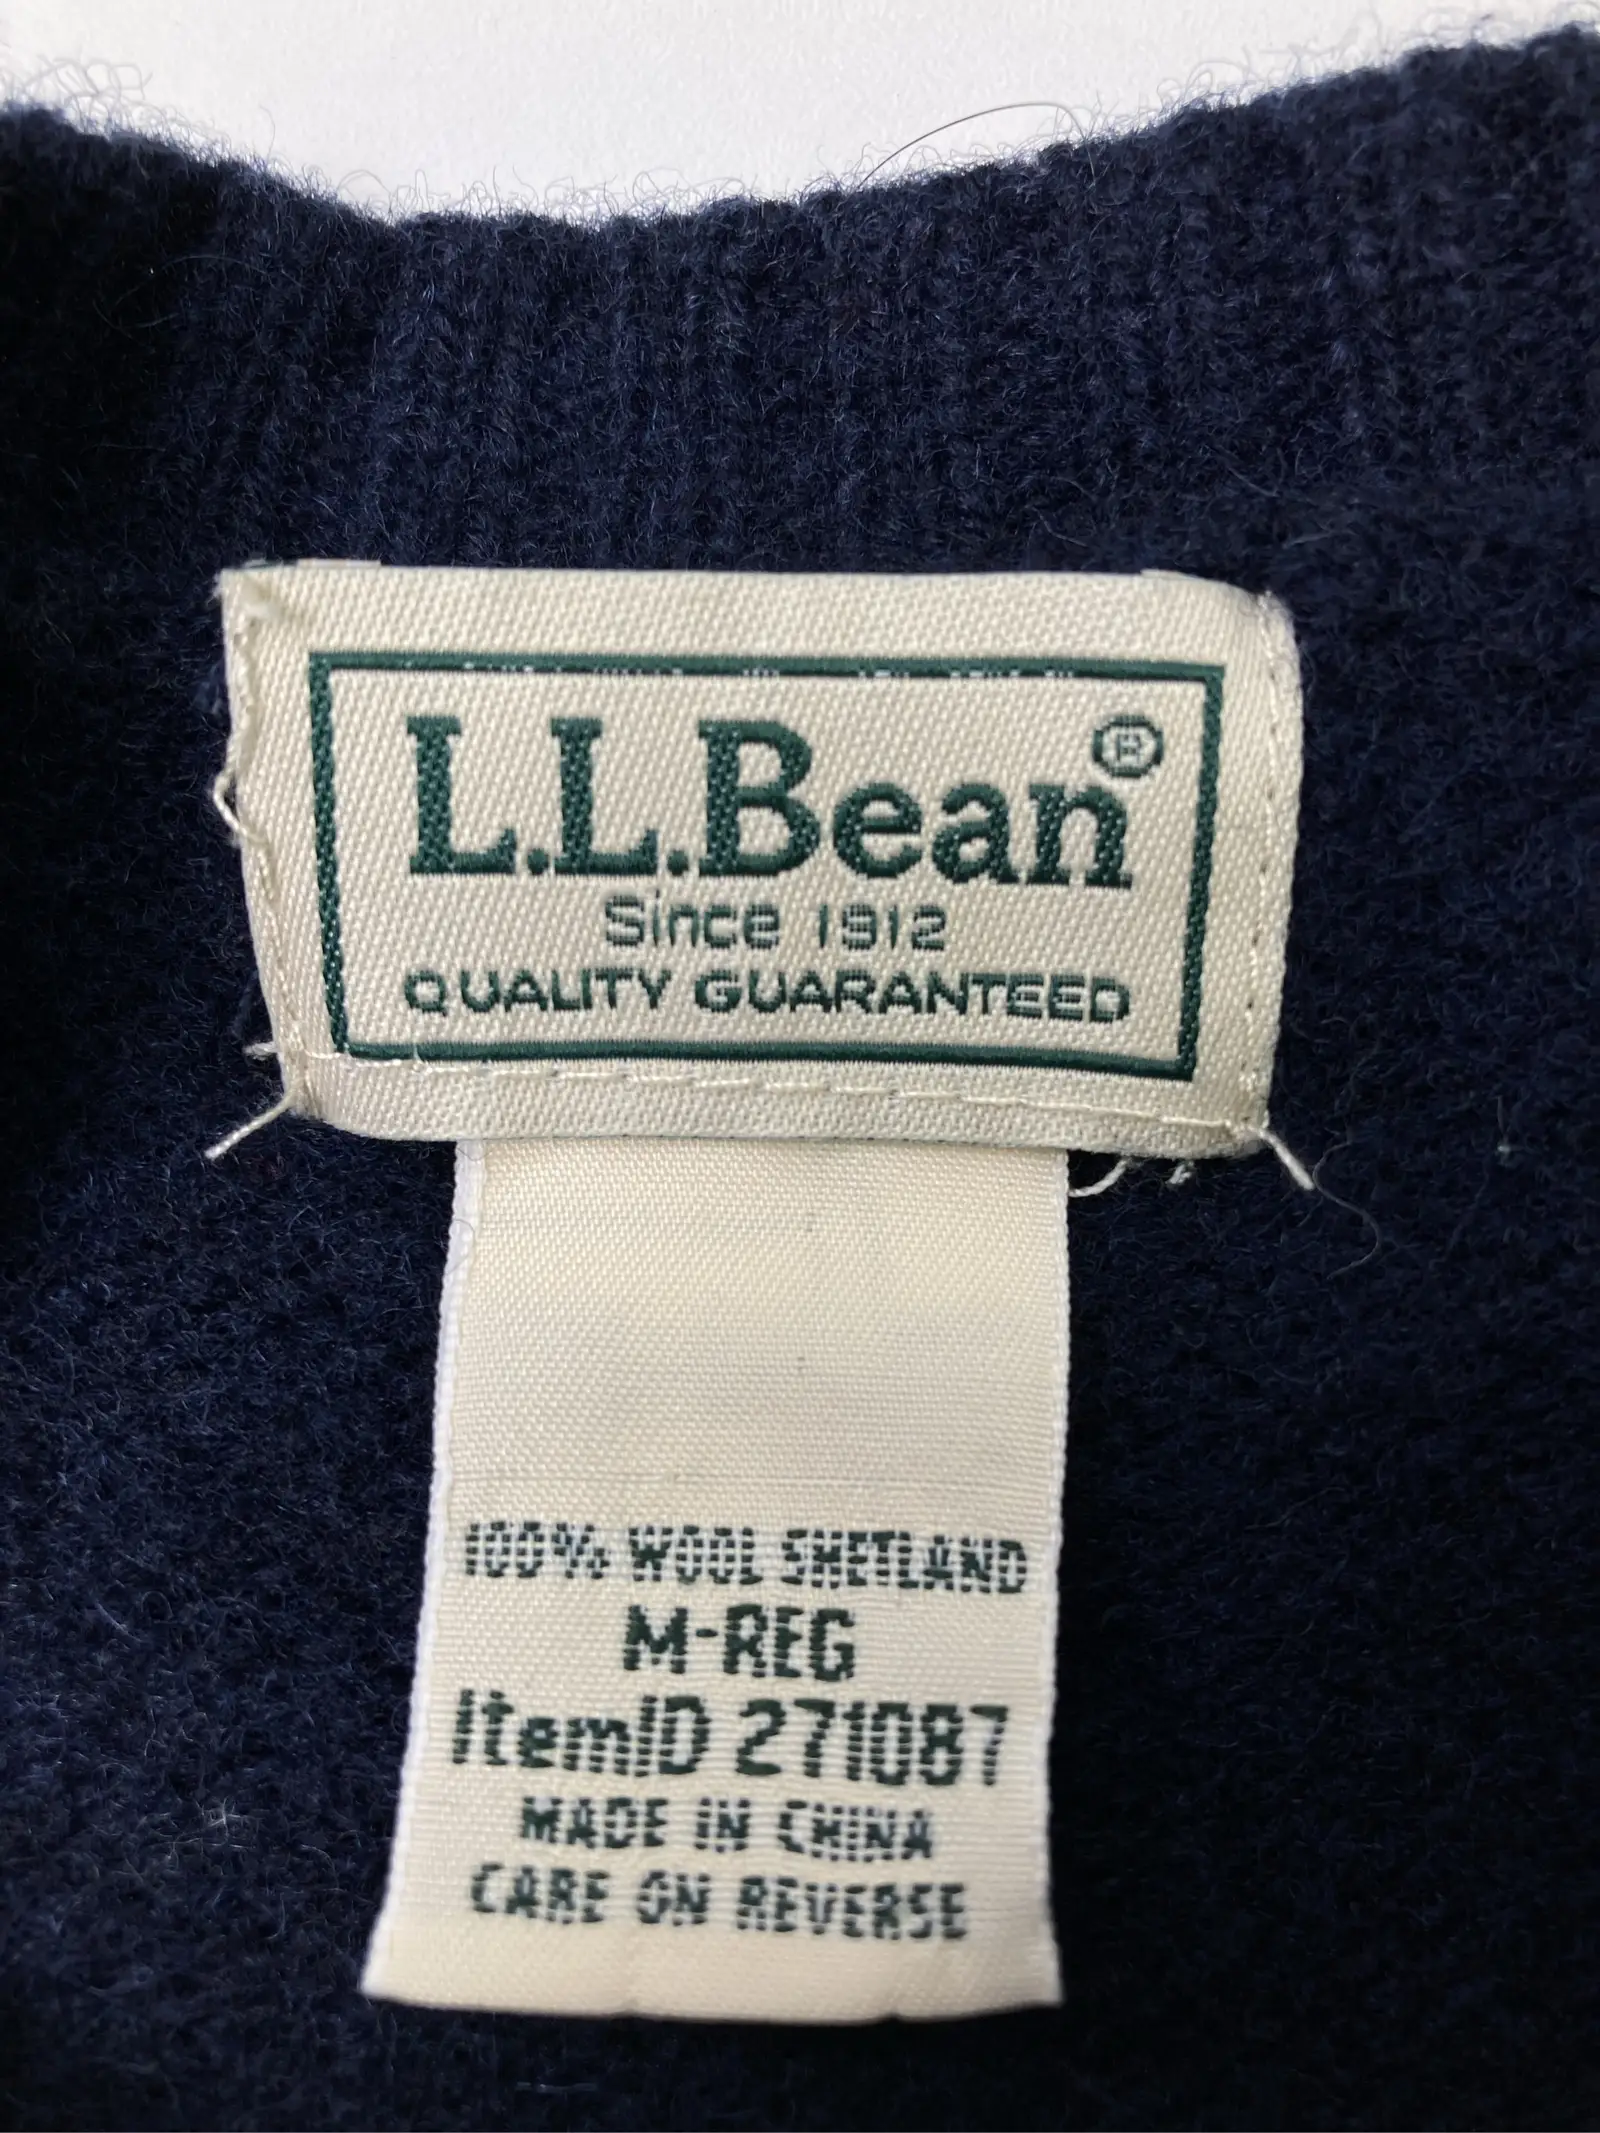 L.L.Bean®
Since 1912
QUALITY GUARANTEED
100% WOOL SHETLAND
M-REG
ItemID 271087
MADE IN CHINA
CARE ON REVERSE